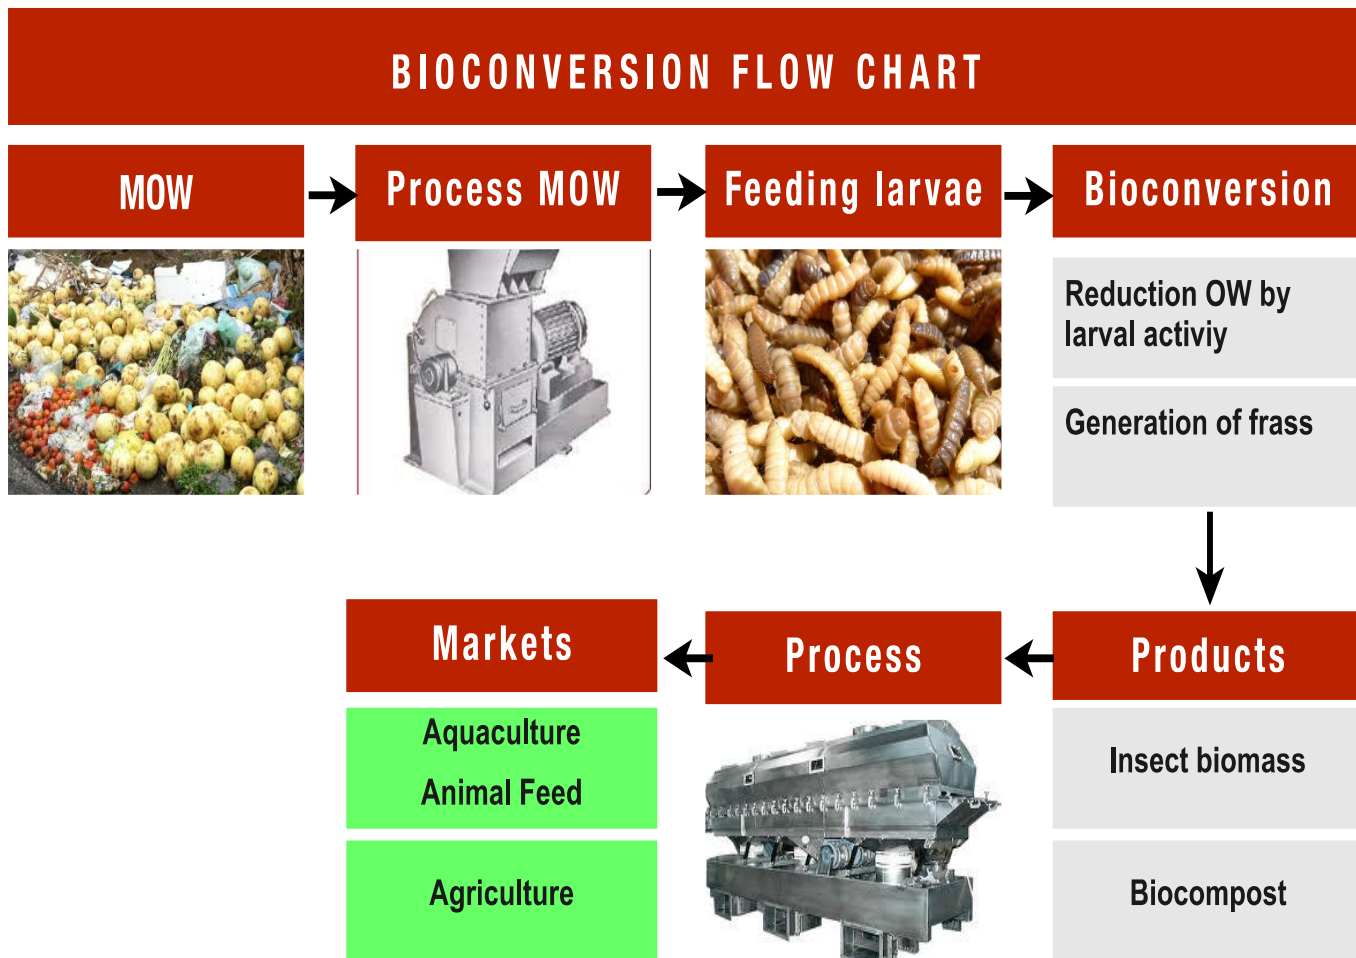 BIOCONVERSION FLOW CHART
MOW
Process MOW
Feeding larvae
Bioconversion
Reduction OW by
larval activiy
Generation of frass
Markets
Process
Products
Aquaculture
Animal Feed
Insect biomass
Agriculture
Biocompost